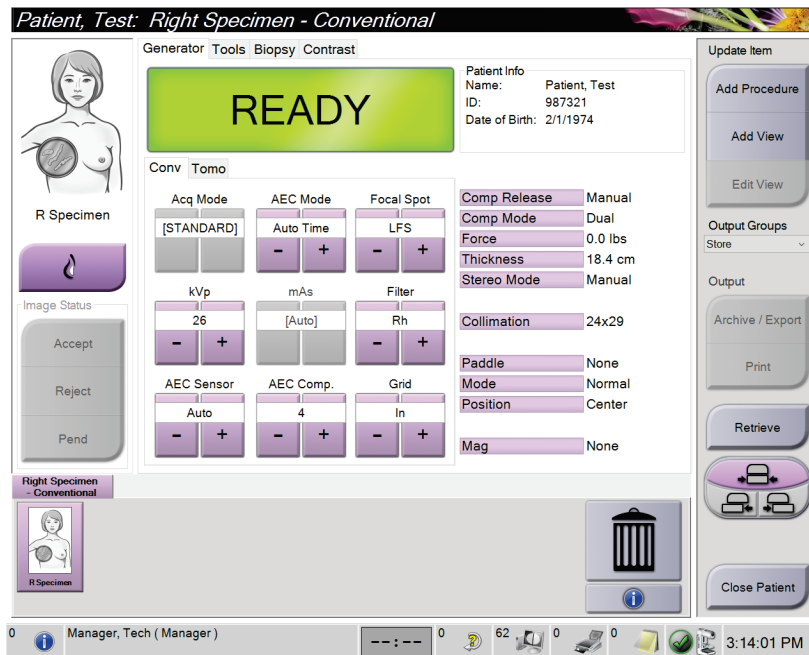 Patient, Test: Right Specimen - Conventional
Generator Tools Biopsy Contrast
READY
Patient Info
Name: Patient, Test
ID: 987321
Date of Birth: 2/1/1974
R Specimen
Image Status
Accept
Reject
Pend
Conv Tomo
Acq Mode AEC Mode Focal Spot
[STANDARD] Auto Time LFS
- + - +
kVp mAs Filter
26 [Auto] Rh
- + - +
AEC Sensor AEC Comp. Grid
Auto 4 In
- + - + - +
Comp Release Manual
Comp Mode Dual
Force 0.0 lbs
Thickness 18.4 cm
Stereo Mode Manual
Collimation 24x29
Paddle None
Mode Normal
Position Center
Mag None
Update Item
Add Procedure
Add View
Edit View
Output Groups
Store
Output
Archive / Export
Print
Retrieve
Close Patient
Right Specimen
- Conventional
R Specimen
0 Manager, Tech ( Manager ) --:-- 0 62 0 0 3:14:01 PM